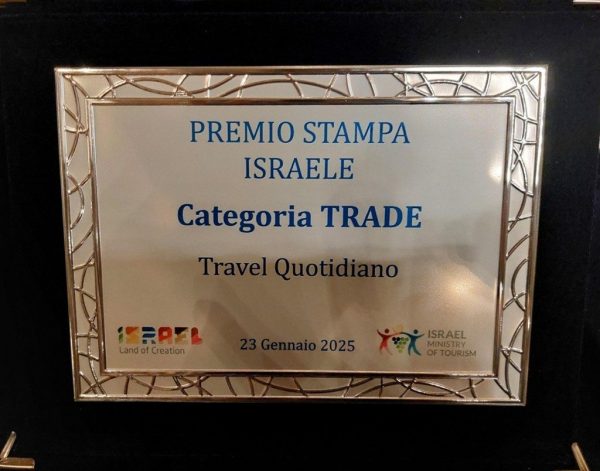 PREMIO STAMPA
ISRAELE
Categoria TRADE
Travel Quotidiano
ISRAEL
Land of Creation
23 Gennaio 2025
ISRAEL
MINISTRY
OF TOURISM